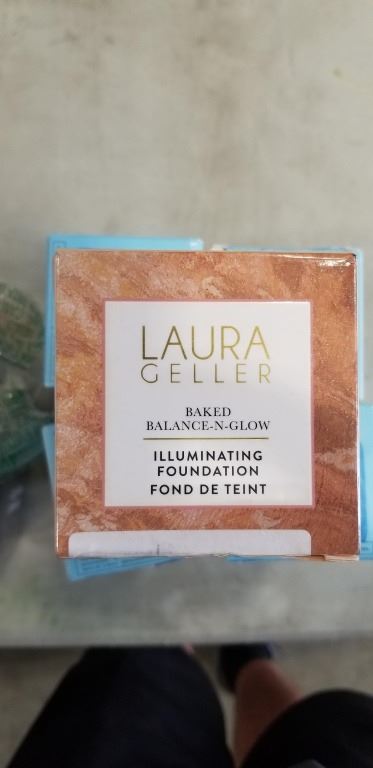 LAURA
GELLER
BAKED
BALANCE-N-GLOW
ILLUMINATING
FOUNDATION
FOND DE TEINT